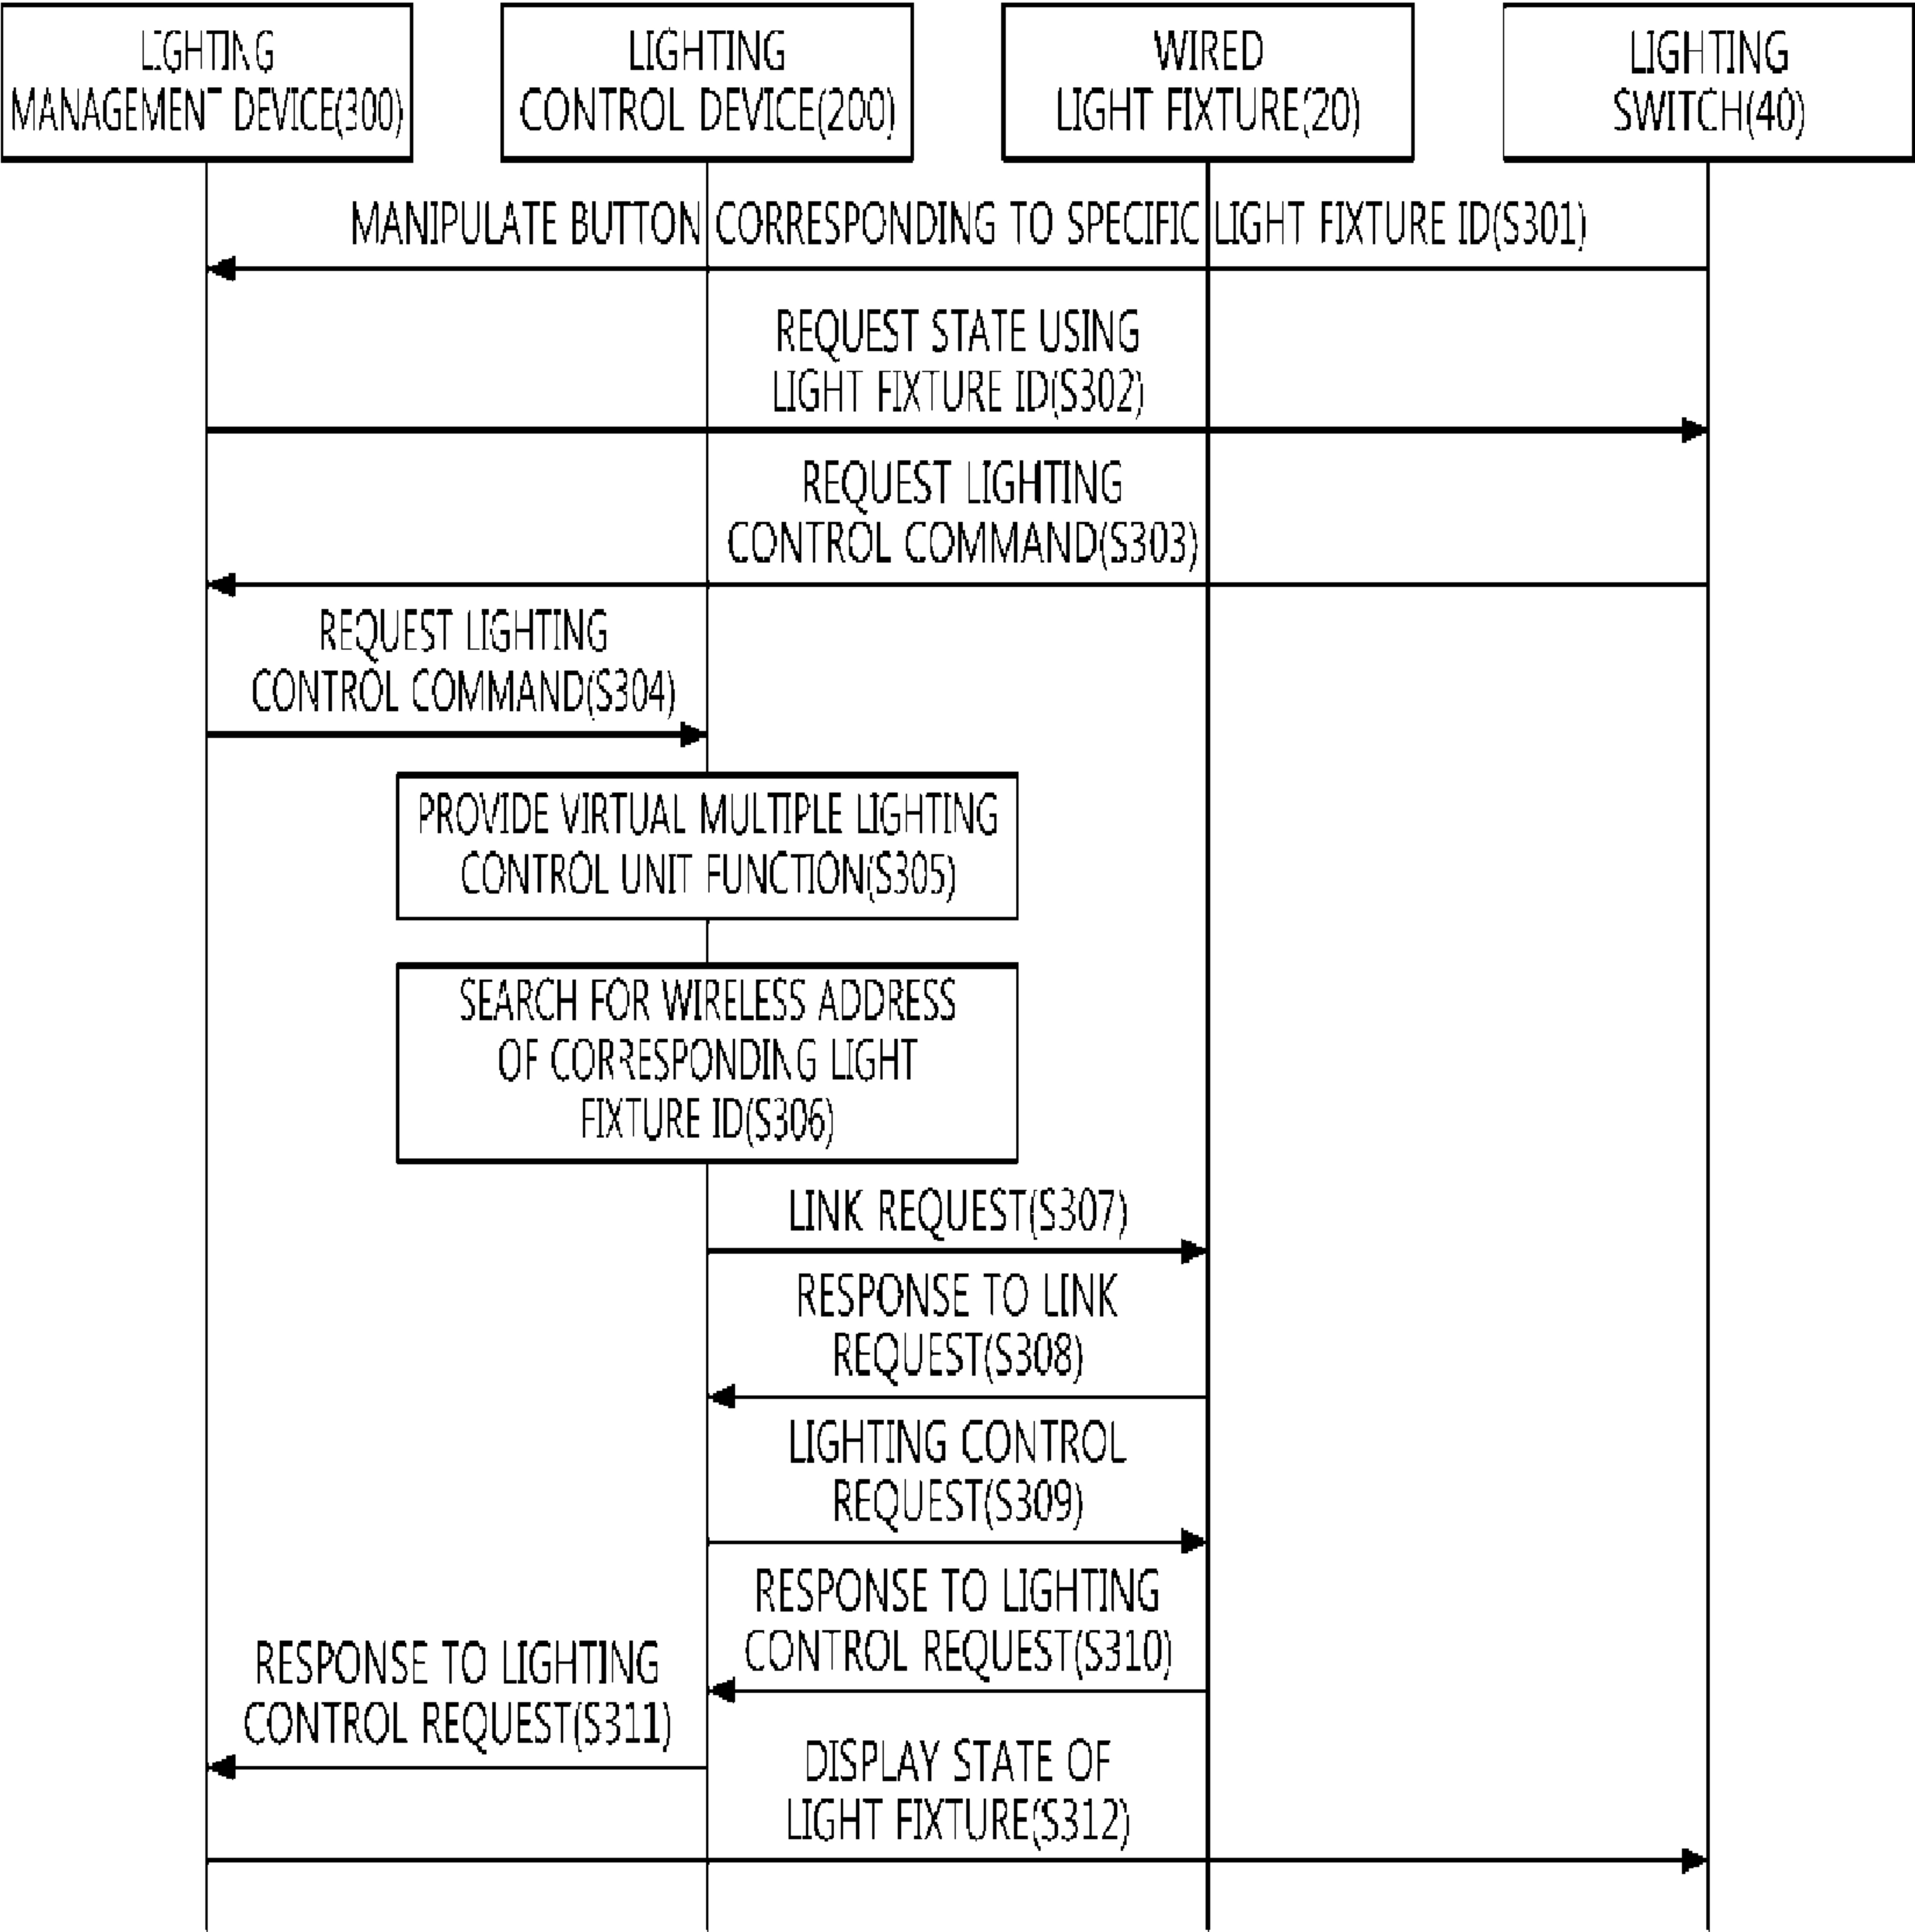 LIGHTING
MANAGEMENT DEVICE(300)
LIGHTING
CONTROL DEVICE(200)
WIRED
LIGHT FIXTURE(20)
LIGHTING
SWITCH(40)
MANIPULATE BUTTON CORRESPONDING TO SPECIFIC LIGHT FIXTURE ID(S301)
REQUEST STATE USING
LIGHT FIXTURE ID(S302)
REQUEST LIGHTING
CONTROL COMMAND(S303)
REQUEST LIGHTING
CONTROL COMMAND(S304)
PROVIDE VIRTUAL MULTIPLE LIGHTING
CONTROL UNIT FUNCTION(S305)
SEARCH FOR WIRELESS ADDRESS
OF CORRESPONDING LIGHT
FIXTURE ID(S306)
LINK REQUEST(S307)
RESPONSE TO LINK
REQUEST(S308)
LIGHTING CONTROL
REQUEST(S309)
RESPONSE TO LIGHTING
CONTROL REQUEST(S310)
RESPONSE TO LIGHTING
CONTROL REQUEST(S311)
DISPLAY STATE OF
LIGHT FIXTURE(S312)